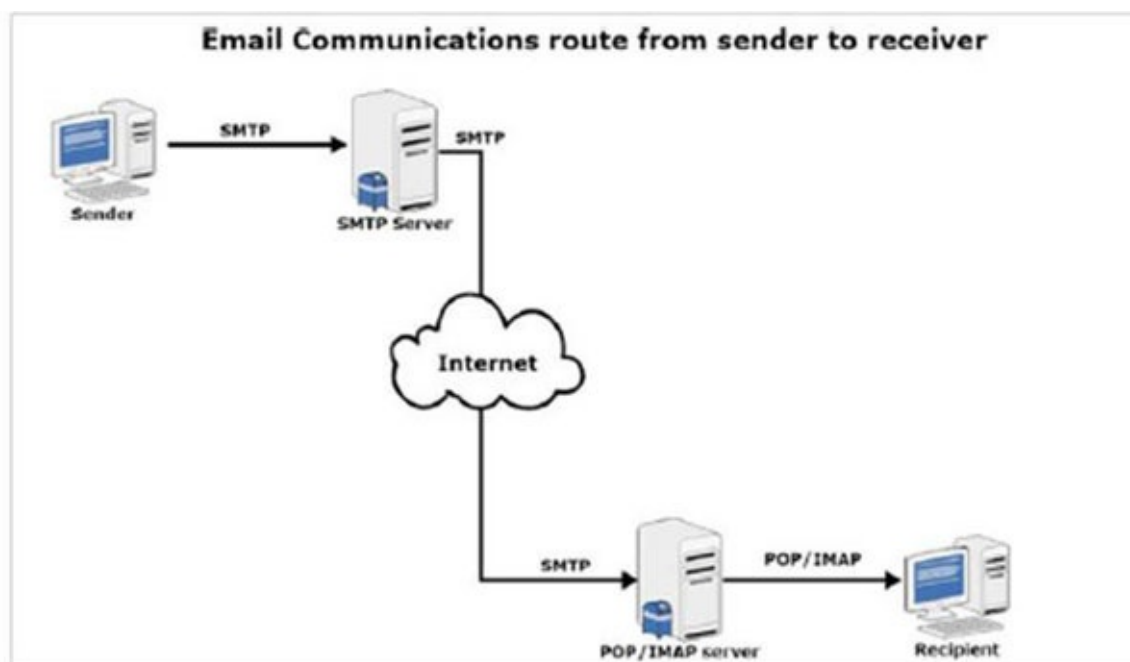 Email Communications route from sender to receiver
SMTP
SMTP
Sender
SMTP Server
Internet
SMTP
POP/IMAP
POP/IMAP server
Recipient